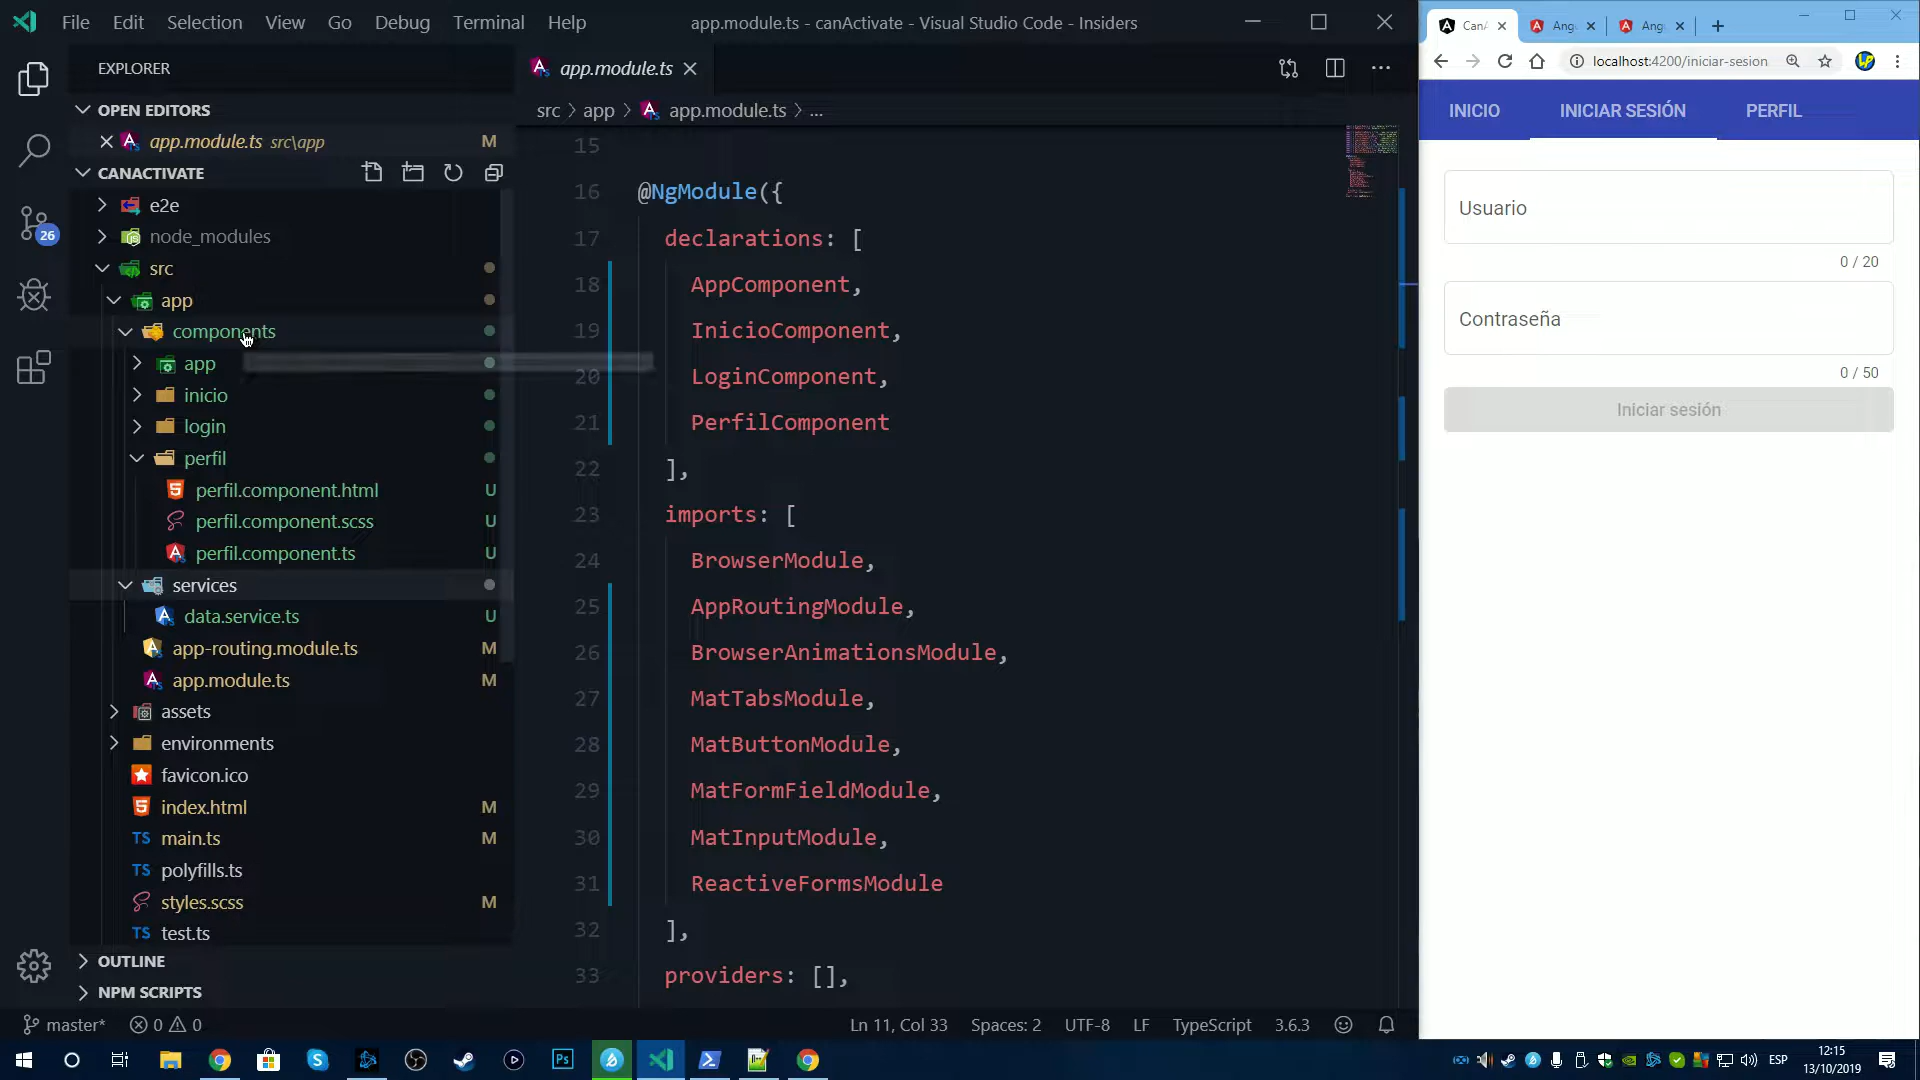 File Edit Selection View Go Debug Terminal Help
app.module.ts - canActivate - Visual Studio Code - Insiders
EXPLORER
OPEN EDITORS
app.module.ts src\app M
CANACTIVATE
e2e
node_modules
src
app
components
app
inicio
login
perfil
perfil.component.html U
perfil.component.scss U
perfil.component.ts U
services
data.service.ts U
app-routing.module.ts M
app.module.ts M
assets
environments
favicon.ico
index.html M
TS main.ts M
TS polyfills.ts
styles.scss M
TS test.ts
OUTLINE
NPM SCRIPTS
26
app.module.ts
src > app > app.module.ts > ...
15
16 @NgModule({
17 declarations: [
18 AppComponent,
19 InicioComponent,
20 LoginComponent,
21 PerfilComponent
22 ],
23 imports: [
24 BrowserModule,
25 AppRoutingModule,
26 BrowserAnimationsModule,
27 MatTabsModule,
28 MatButtonModule,
29 MatFormFieldModule,
30 MatInputModule,
31 ReactiveFormsModule
32 ],
33 providers: [],
master* 0 0
Ln 11, Col 33 Spaces: 2 UTF-8 LF TypeScript 3.6.3
CanA Ang Ang
localhost:4200/iniciar-sesion
INICIO INICIAR SESIÓN PERFIL
Usuario
0 / 20
Contraseña
0 / 50
Iniciar sesión
Ps
ESP
12:15
13/10/2019